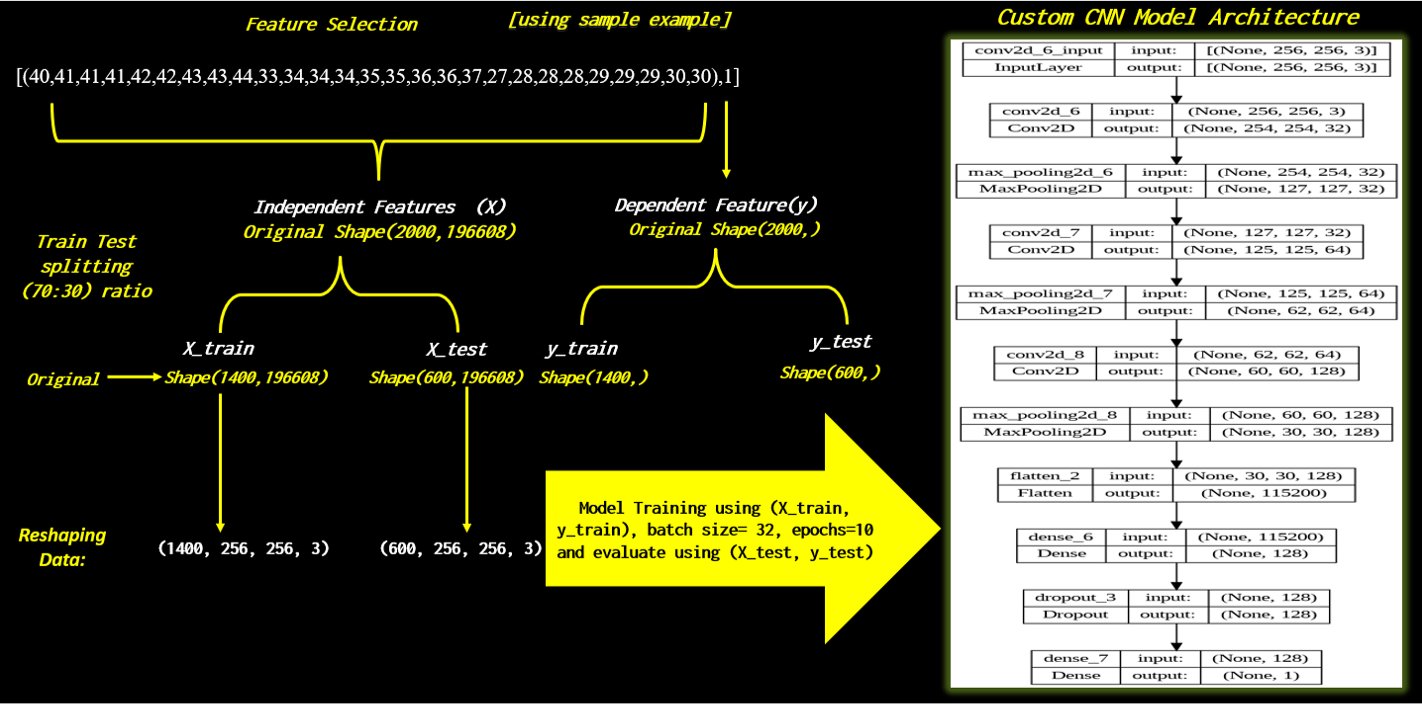 Feature Selection [using sample example]
[(40,41,41,41,42,42,43,43,44,33,34,34,34,35,35,36,36,37,27,28,28,28,29,29,29,30,30),1]
Independent Features (X)
Original Shape(2000,196608)
Dependent Feature(y)
Original Shape(2000,)
Train Test
splitting
(70:30) ratio
X_train
X_test
y_train
y_test
Original
Shape(1400,196608)
Shape(600,196608)
Shape(1400,)
Shape(600,)
Reshaping
Data:
(1400, 256, 256, 3)
(600, 256, 256, 3)
Model Training using (X_train,
y_train), batch size= 32, epochs=10
and evaluate using (X_test, y_test)
Custom CNN Model Architecture
conv2d_6_input input: [(None, 256, 256, 3)]
InputLayer output: [(None, 256, 256, 3)]
conv2d_6 input: (None, 256, 256, 3)
Conv2D output: (None, 254, 254, 32)
max_pooling2d_6 input: (None, 254, 254, 32)
MaxPooling2D output: (None, 127, 127, 32)
conv2d_7 input: (None, 127, 127, 32)
Conv2D output: (None, 125, 125, 64)
max_pooling2d_7 input: (None, 125, 125, 64)
MaxPooling2D output: (None, 62, 62, 64)
conv2d_8 input: (None, 62, 62, 64)
Conv2D output: (None, 60, 60, 128)
max_pooling2d_8 input: (None, 60, 60, 128)
MaxPooling2D output: (None, 30, 30, 128)
flatten_2 input: (None, 30, 30, 128)
Flatten output: (None, 115200)
dense_6 input: (None, 115200)
Dense output: (None, 128)
dropout_3 input: (None, 128)
Dropout output: (None, 128)
dense_7 input: (None, 128)
Dense output: (None, 1)